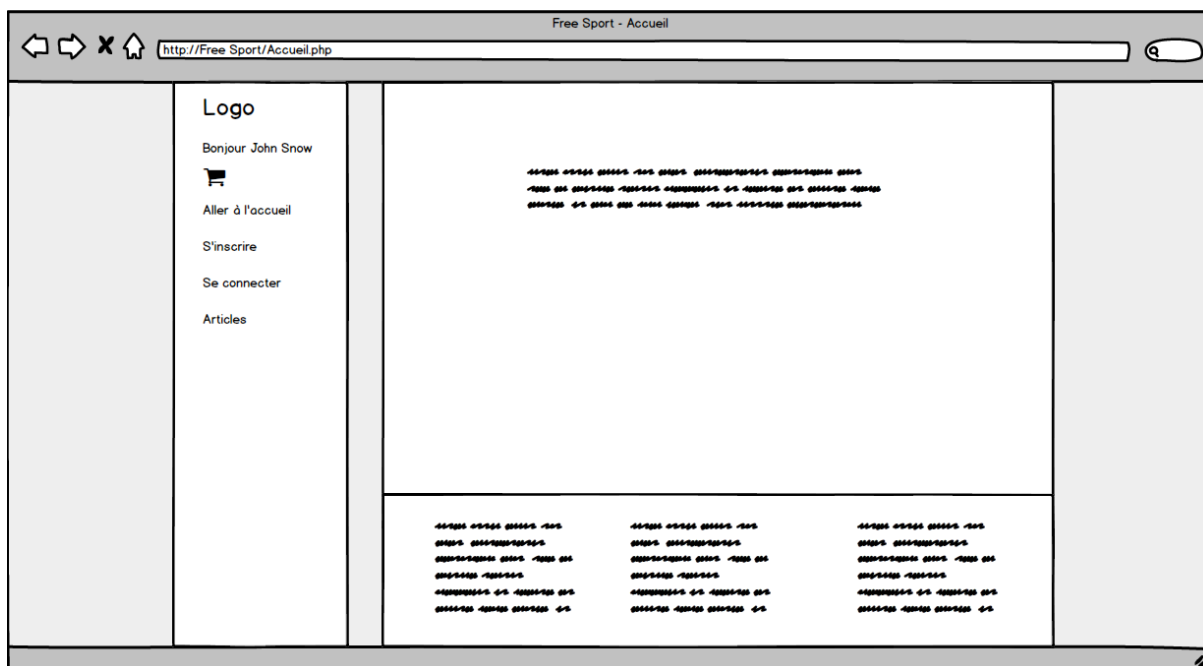 Free Sport - Accueil
http://Free Sport/Accueil.php
Logo
Bonjour John Snow
Aller à l'accueil
S'inscrire
Se connecter
Articles